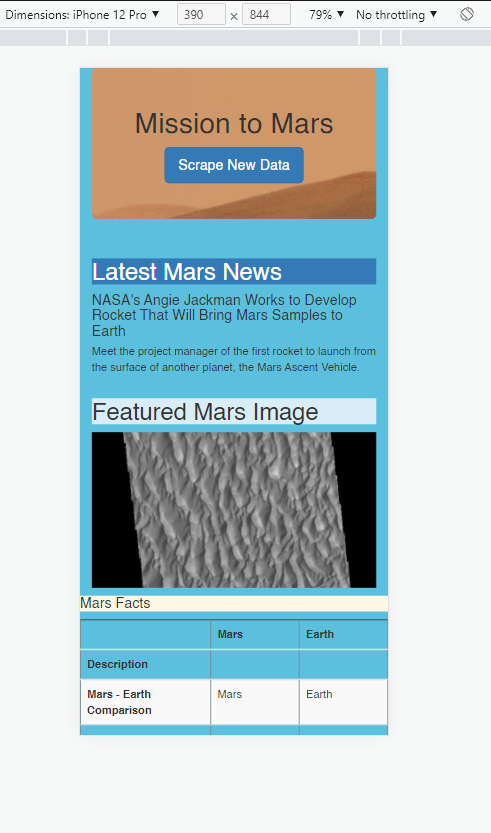 Dimensions: iPhone 12 Pro ▼ 390 × 844 79% ▼ No throttling ▼
Mission to Mars
Scrape New Data
Latest Mars News
NASA's Angie Jackman Works to Develop
Rocket That Will Bring Mars Samples to
Earth
Meet the project manager of the first rocket to launch from
the surface of another planet, the Mars Ascent Vehicle.
Featured Mars Image
Mars Facts
Mars Earth
Description
Mars - Earth Mars Earth
Comparison